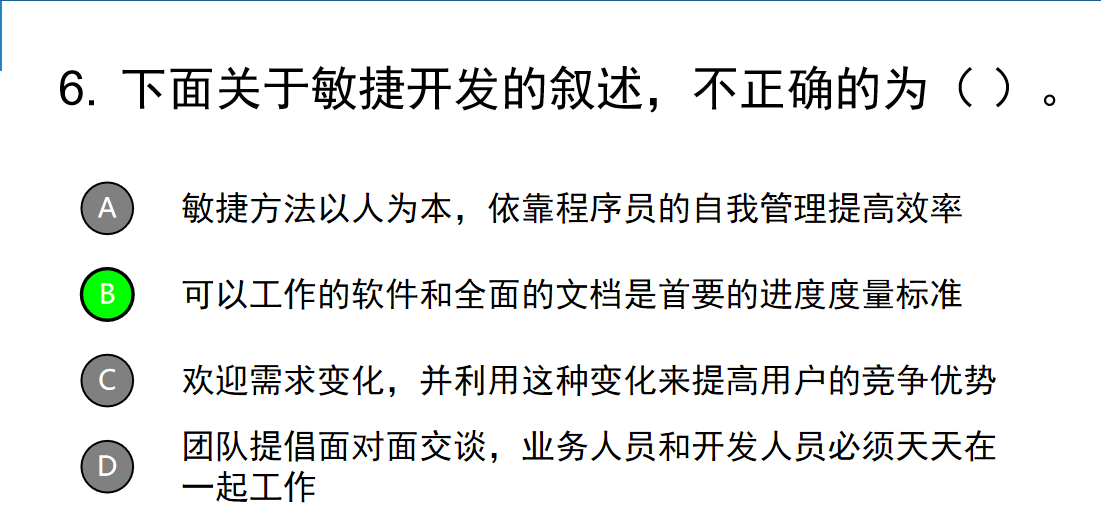 6. 下面关于敏捷开发的叙述，不正确的为（ ）。
A 敏捷方法以人为本，依靠程序员的自我管理提高效率
B 可以工作的软件和全面的文档是首要的进度度量标准
C 欢迎需求变化，并利用这种变化来提高用户的竞争优势
D 团队提倡面对面交谈，业务人员和开发人员必须天天在
一起工作